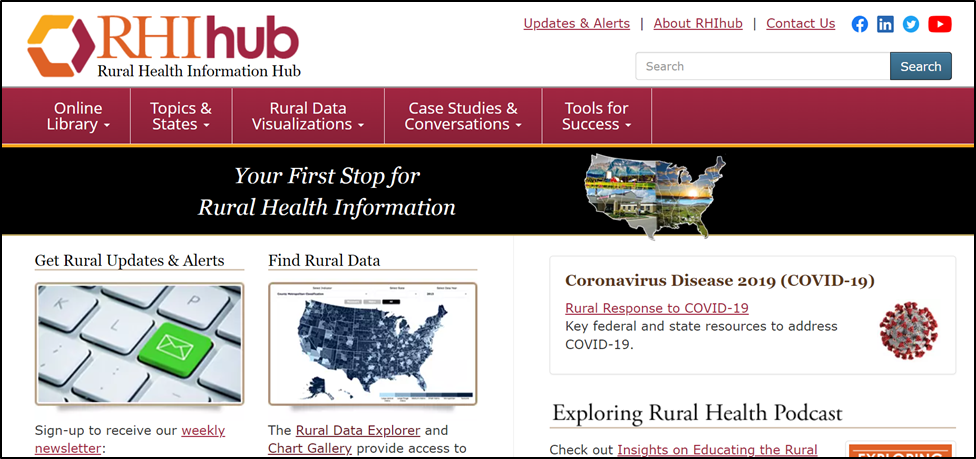 Updates & Alerts | About RHIhub | Contact Us
RHIhub
Rural Health Information Hub
Search Search
Online Library
Topics & States
Rural Data Visualizations
Case Studies & Conversations
Tools for Success
Your First Stop for
Rural Health Information
Get Rural Updates & Alerts
K
L
P
Sign-up to receive our weekly
newsletter:
Find Rural Data
The Rural Data Explorer and
Chart Gallery provide access to
Coronavirus Disease 2019 (COVID-19)
Rural Response to COVID-19
Key federal and state resources to address
COVID-19.
Exploring Rural Health Podcast
Check out Insights on Educating the Rural
EXPLORING